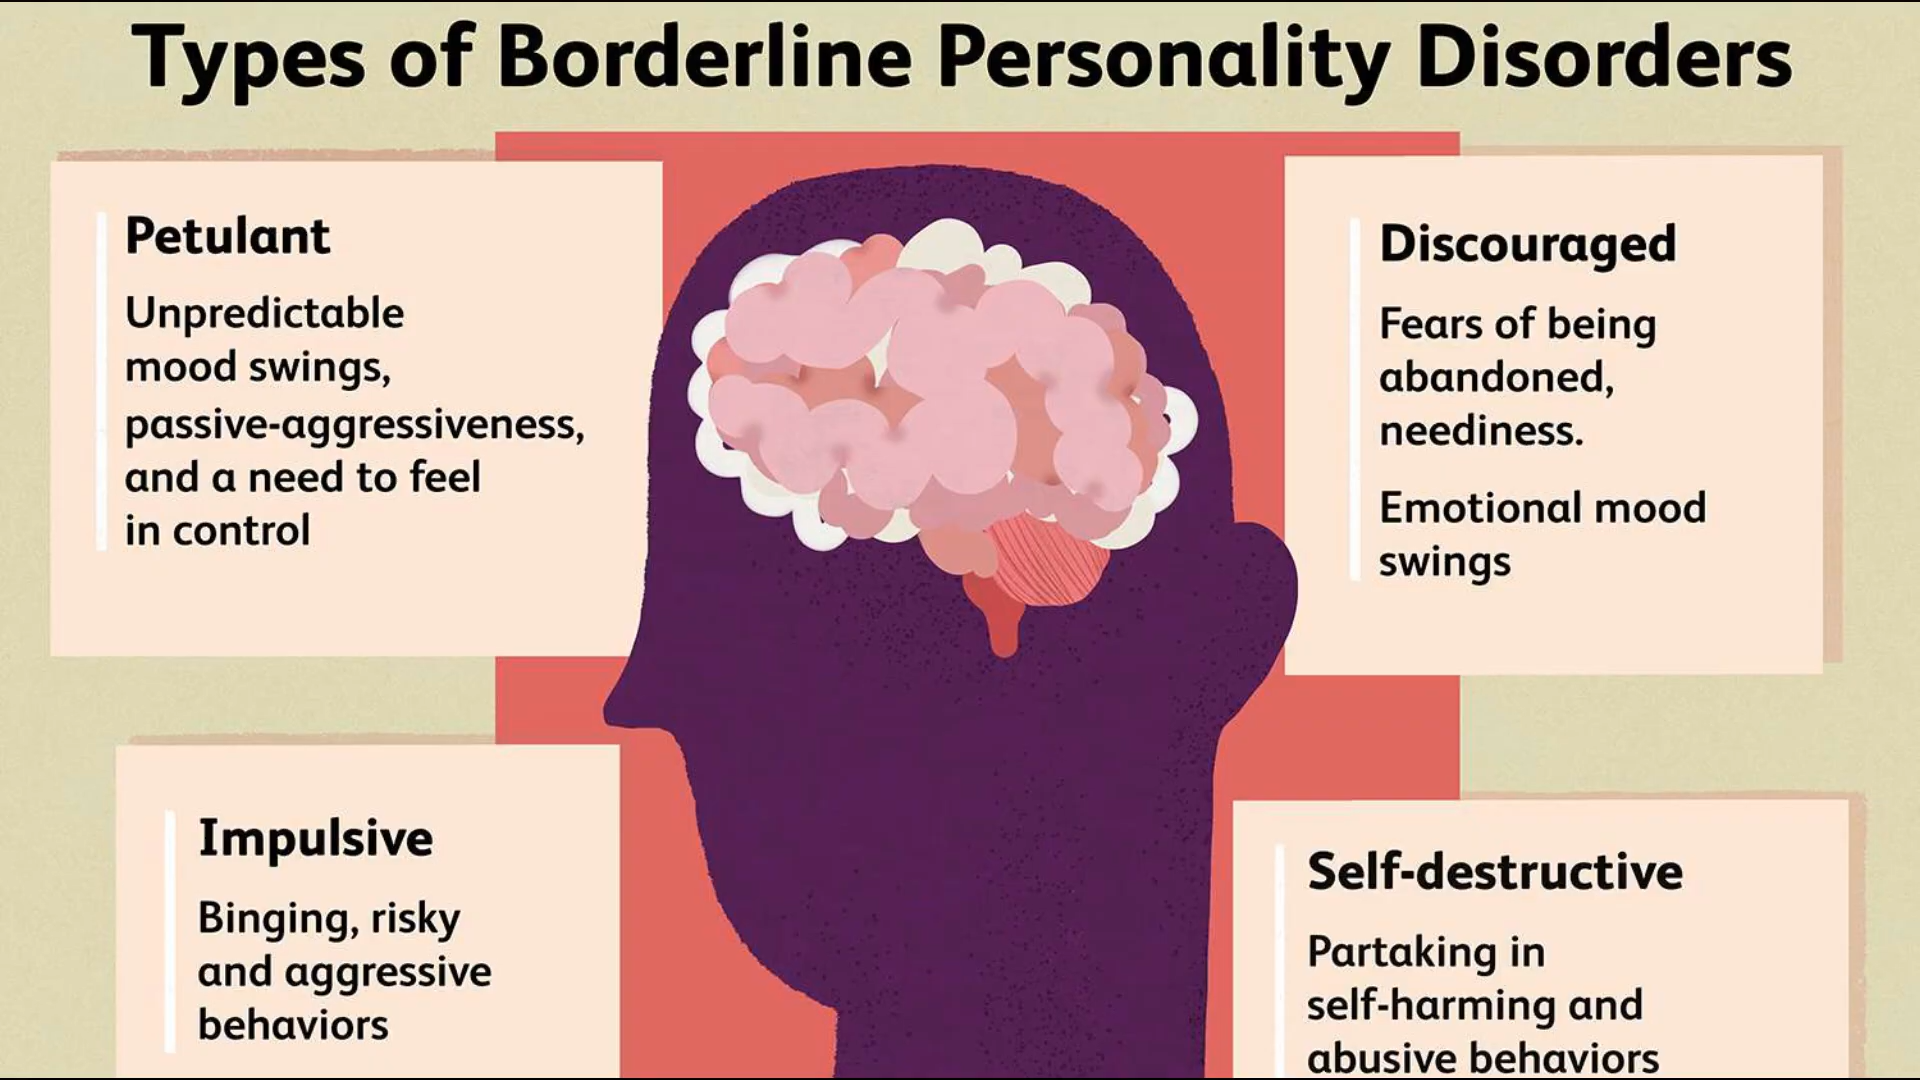 Types of Borderline Personality Disorders
Petulant
Unpredictable
mood swings,
passive-aggressiveness,
and a need to feel
in control
Discouraged
Fears of being
abandoned,
neediness.
Emotional mood
swings
Impulsive
Binging, risky
and aggressive
behaviors
Self-destructive
Partaking in
self-harming and
abusive behaviors